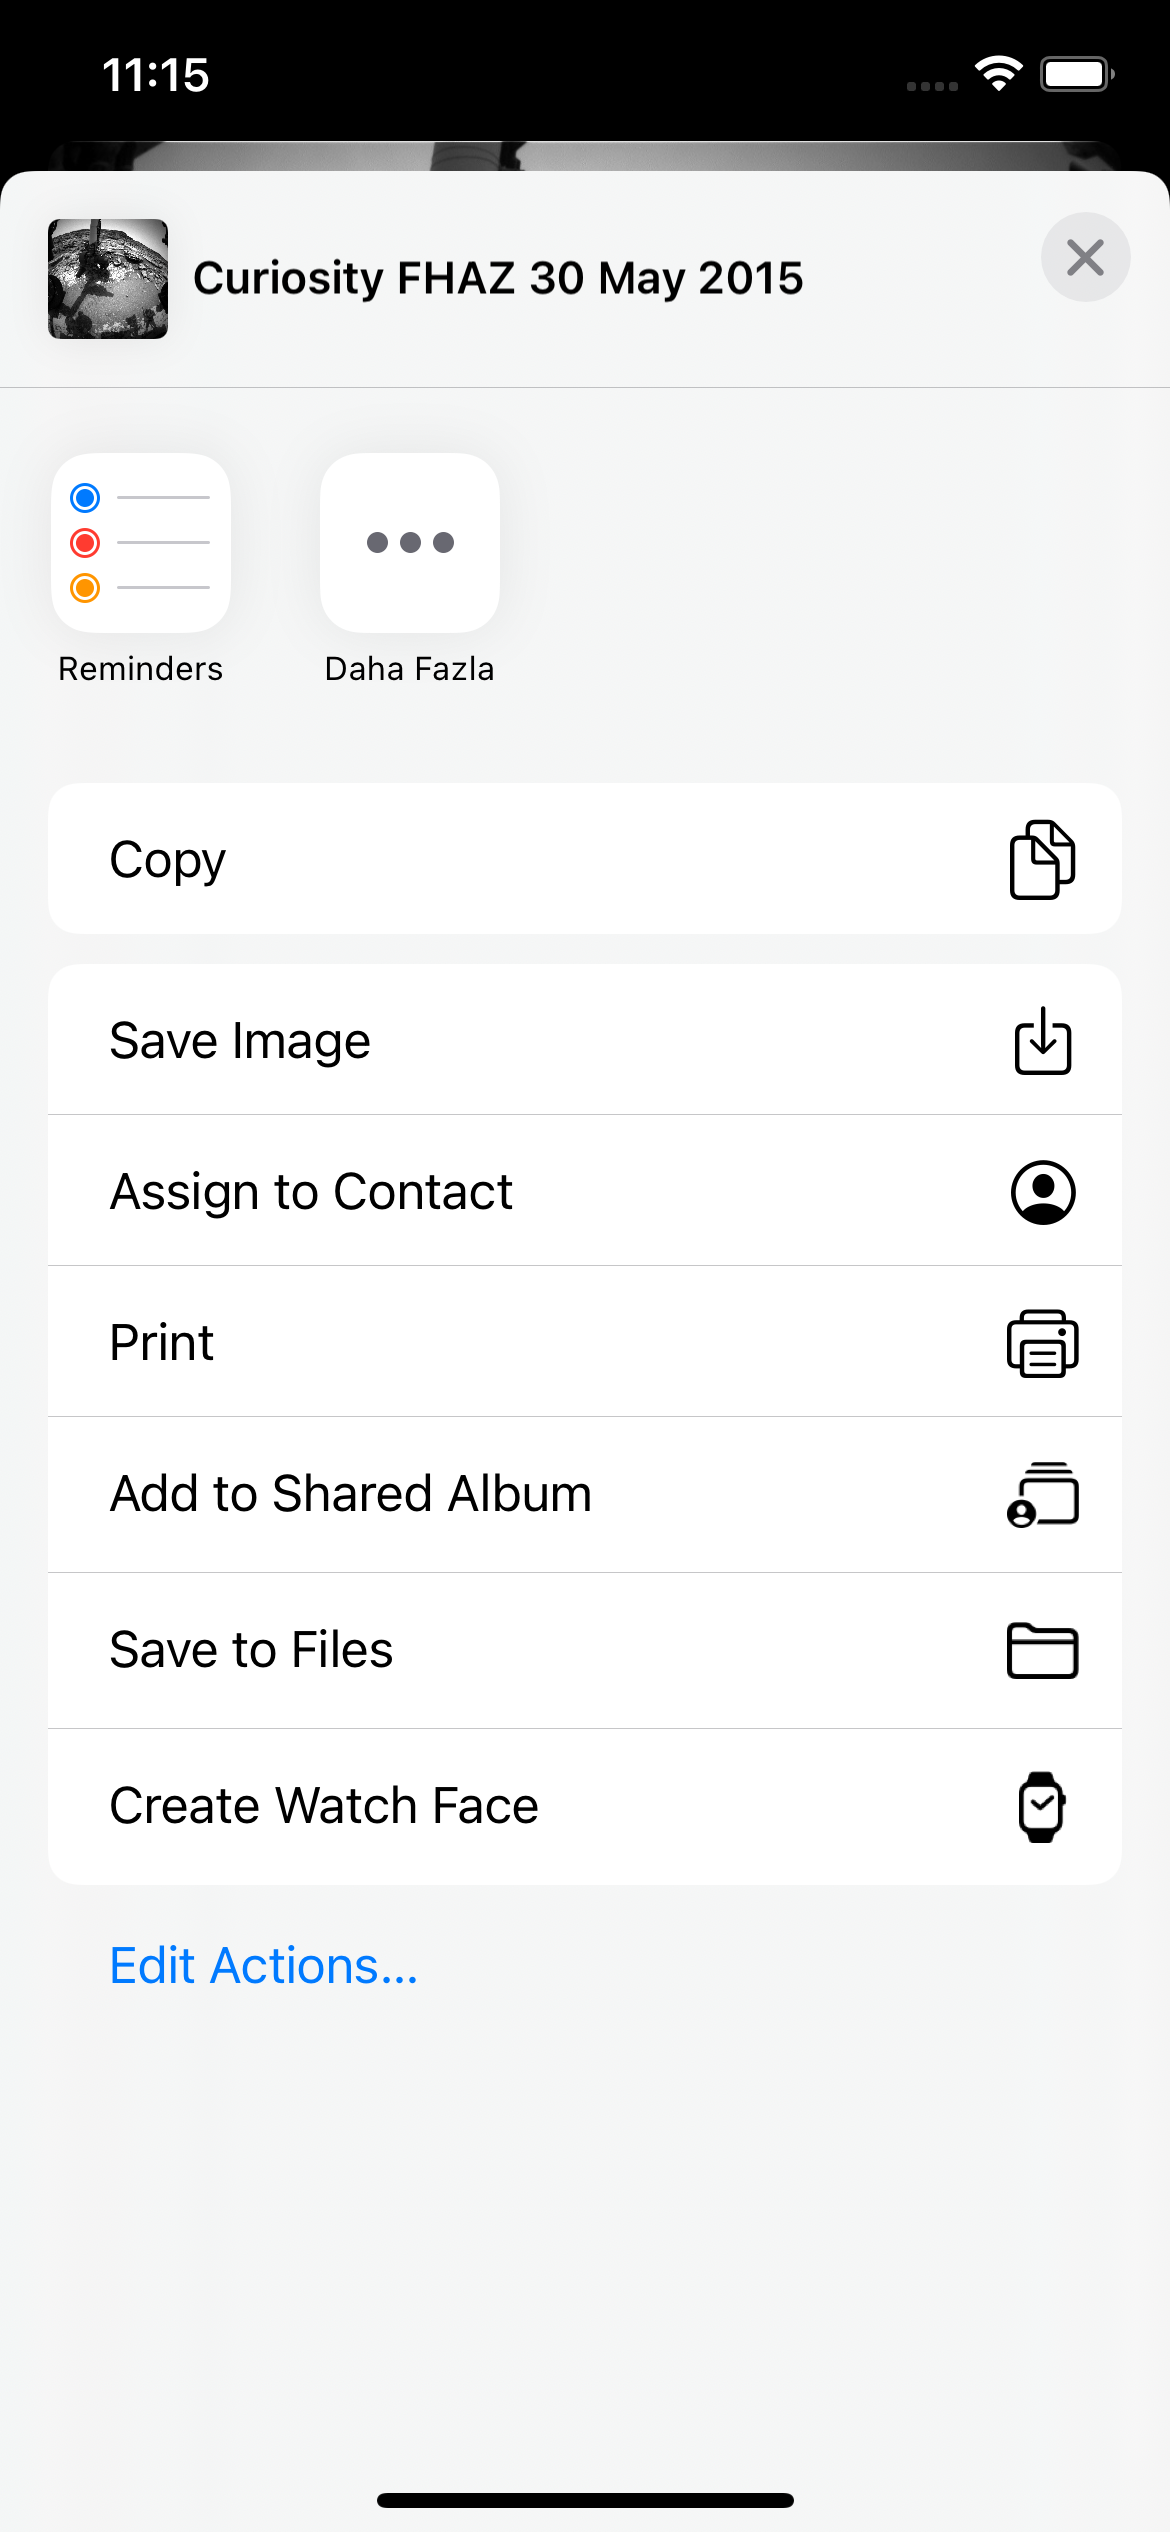 11:15
Curiosity FHAZ 30 May 2015
Reminders
Daha Fazla
Copy
Save Image
Assign to Contact
Print
Add to Shared Album
Save to Files
Create Watch Face
Edit Actions...